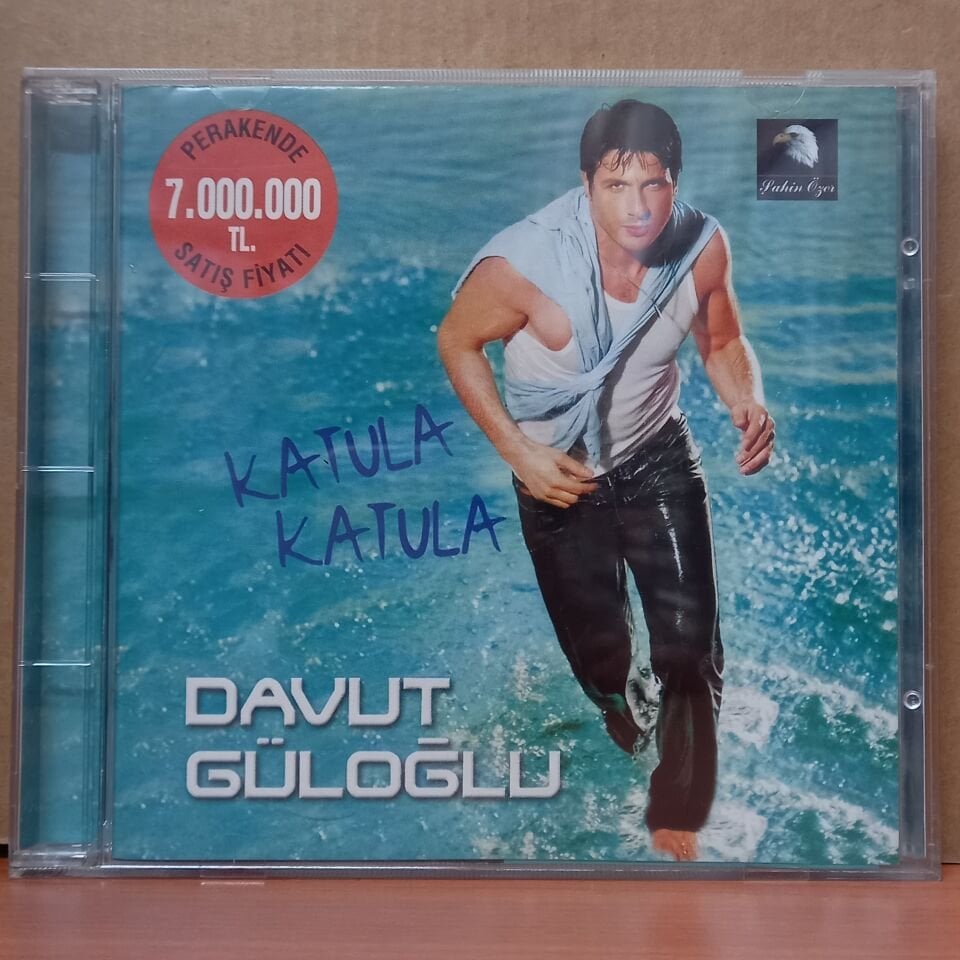 PERAKENDE
7.000.000
TL.
SATIŞ FİYATI
Şahin Özer
KATULA
KATULA
DAVUT
GÜLOĞLU